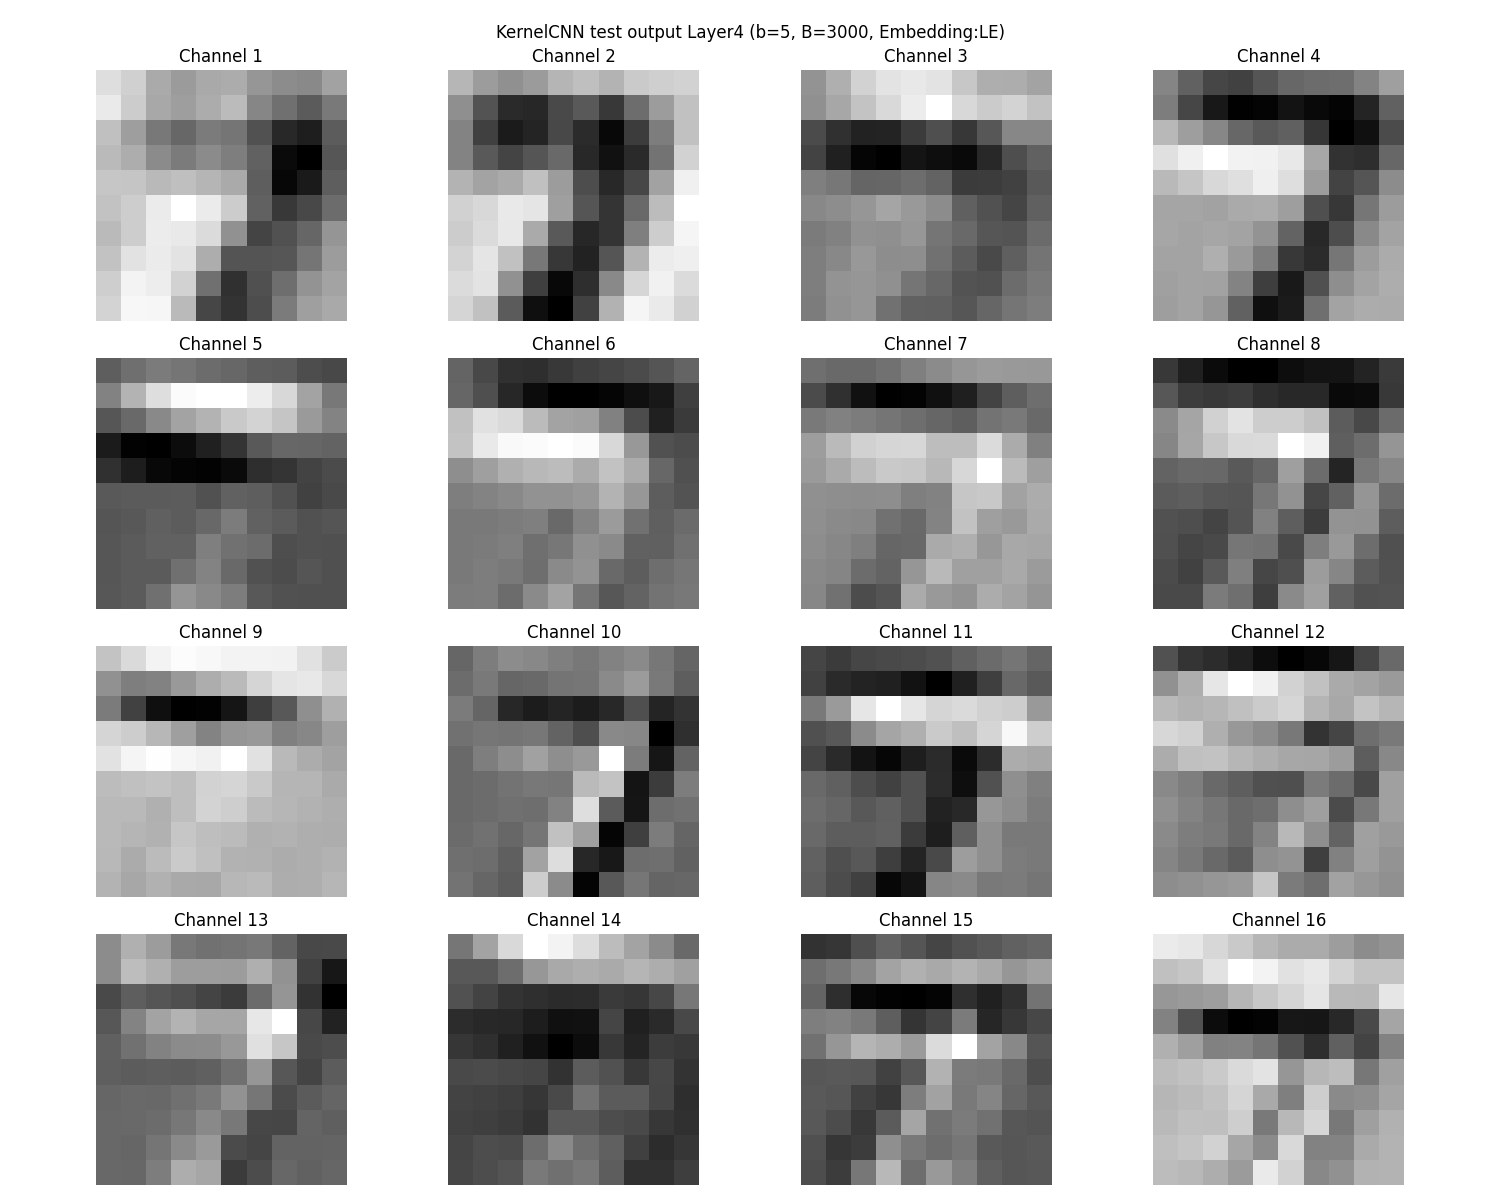 KernelCNN test output Layer4 (b=5, B=3000, Embedding:LE)
Channel 1
Channel 2
Channel 3
Channel 4
Channel 5
Channel 6
Channel 7
Channel 8
Channel 9
Channel 10
Channel 11
Channel 12
Channel 13
Channel 14
Channel 15
Channel 16